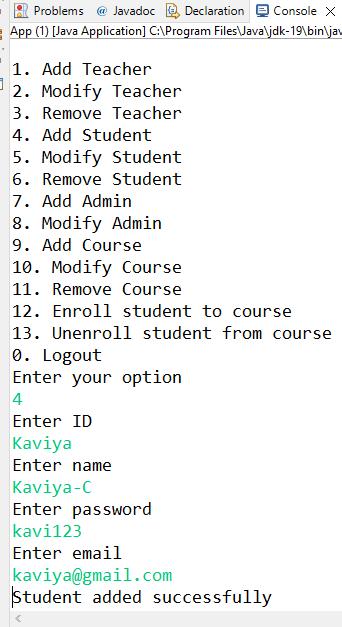 Problems @ Javadoc Declaration Console
App (1) [Java Application] C:\Program Files\Java\jdk-19\bin\jav
1. Add Teacher
2. Modify Teacher
3. Remove Teacher
4. Add Student
5. Modify Student
6. Remove Student
7. Add Admin
8. Modify Admin
9. Add Course
10. Modify Course
11. Remove Course
12. Enroll student to course
13. Unenroll student from course
0. Logout
Enter your option
4
Enter ID
Kaviya
Enter name
Kaviya-C
Enter password
kavi123
Enter email
kaviya@gmail.com
Student added successfully